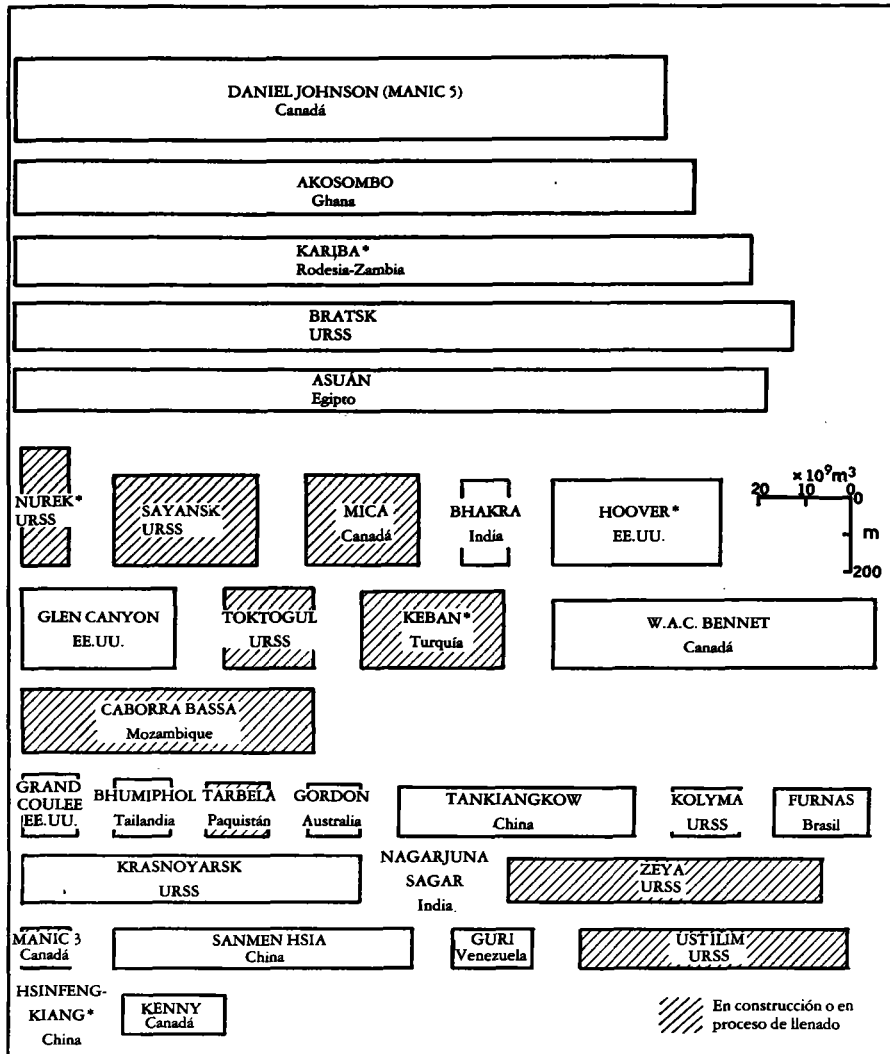 DANIEL JOHNSON (MANIC 5)
Canadá
AKOSOMBO
Ghana
KARIBA*
Rodesia-Zambia
BRATSK
URSS
ASUÁN
Egipto
NUREK*
URSS
SAYANSK
URSS
MICA
Canadá
BHAKRA
India
HOOVER*
EE.UU.
× 10⁹m³
20 10 0
0
m
200
GLEN CANYON
EE.UU.
TOKTOGUL
URSS
KEBAN*
Turquía
W.A.C. BENNET
Canadá
CABORRA BASSA
Mozambique
GRAND
COULEE
EE.UU.
BHUMIPHOL
Tailandia
TARBELA
Paquistán
GORDON
Australia
TANKIANGKOW
China
KOLYMA
URSS
FURNAS
Brasil
KRASNOYARSK
URSS
NAGARJUNA
SAGAR
India.
ZEYA
URSS
MANIC 3
Canadá
SANMEN HSIA
China
GURI
Venezuela
USTILIM
URSS
HSINFENG-
KIANG*
China
KENNY
Canadá
En construcción o en
proceso de llenado